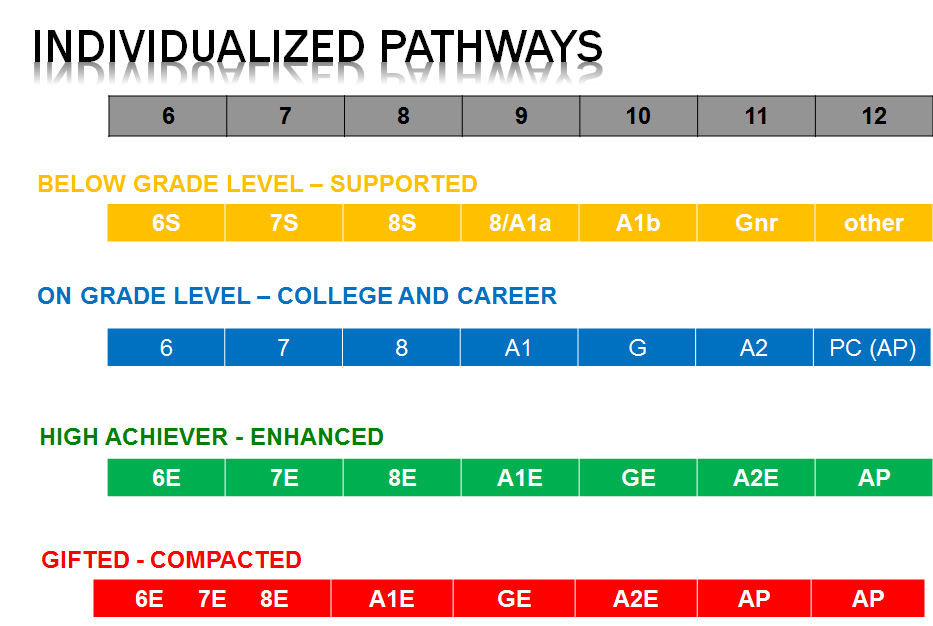 INDIVIDUALIZED PATHWAYS
6 7 8 9 10 11 12
BELOW GRADE LEVEL – SUPPORTED
6S 7S 8S 8/A1a A1b Gnr other
ON GRADE LEVEL – COLLEGE AND CAREER
6 7 8 A1 G A2 PC (AP)
HIGH ACHIEVER - ENHANCED
6E 7E 8E A1E GE A2E AP
GIFTED - COMPACTED
6E 7E 8E A1E GE A2E AP AP